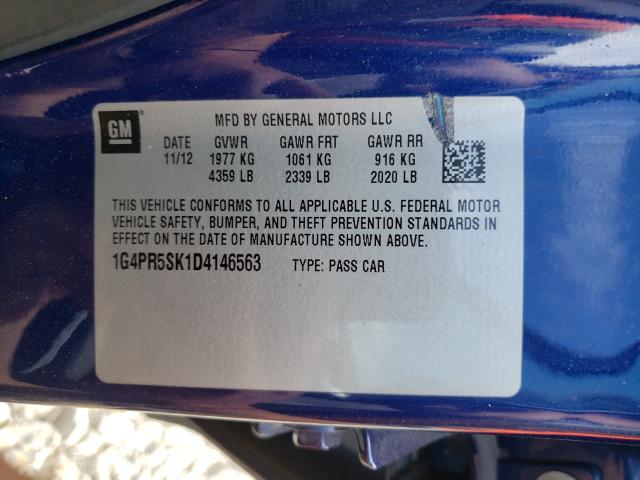 GM
MFD BY GENERAL MOTORS LLC
DATE GVWR GAWR FRT GAWR RR
11/12 1977 KG 1061 KG 916 KG
4359 LB 2339 LB 2020 LB
THIS VEHICLE CONFORMS TO ALL APPLICABLE U.S. FEDERAL MOTOR
VEHICLE SAFETY, BUMPER, AND THEFT PREVENTION STANDARDS IN
EFFECT ON THE DATE OF MANUFACTURE SHOWN ABOVE.
1G4PR5SK1D4146563 TYPE: PASS CAR